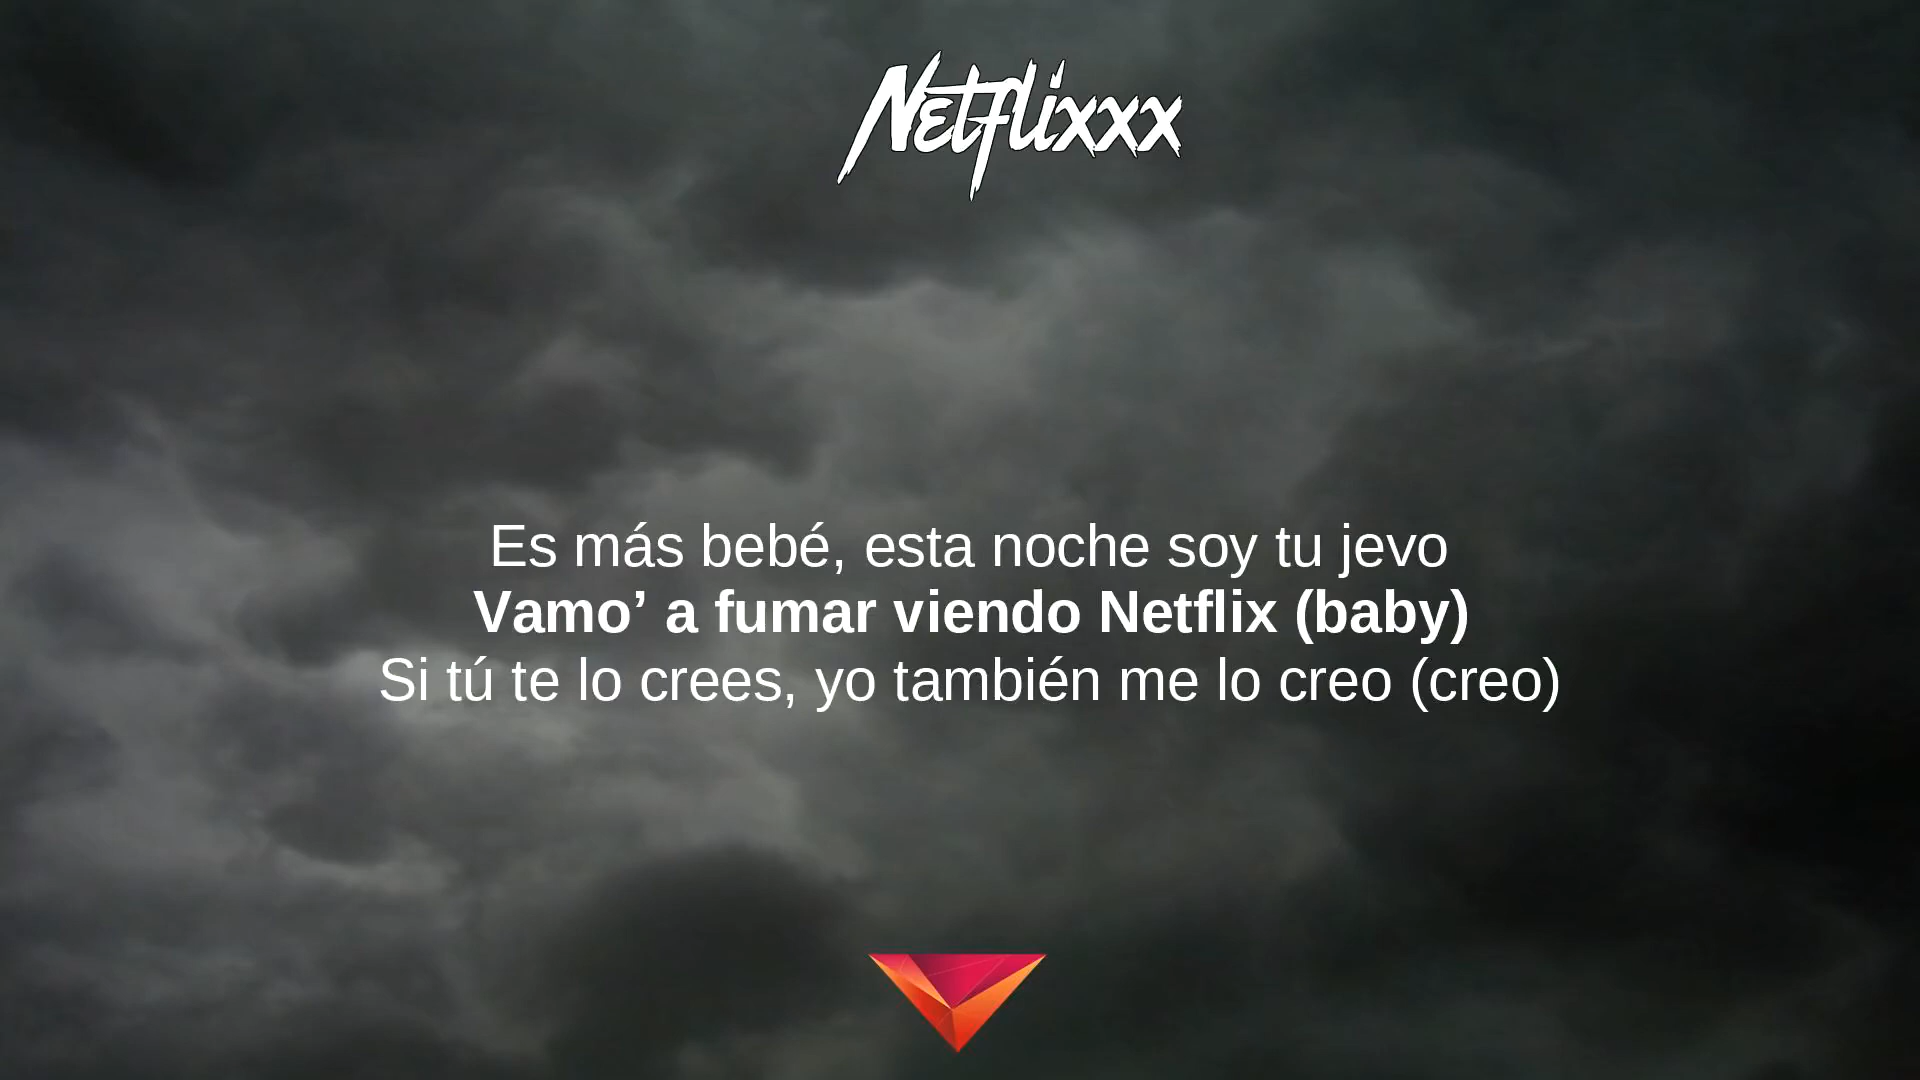 Netflixxx
Es más bebé, esta noche soy tu jevo
Vamo’ a fumar viendo Netflix (baby)
Si tú te lo crees, yo también me lo creo (creo)